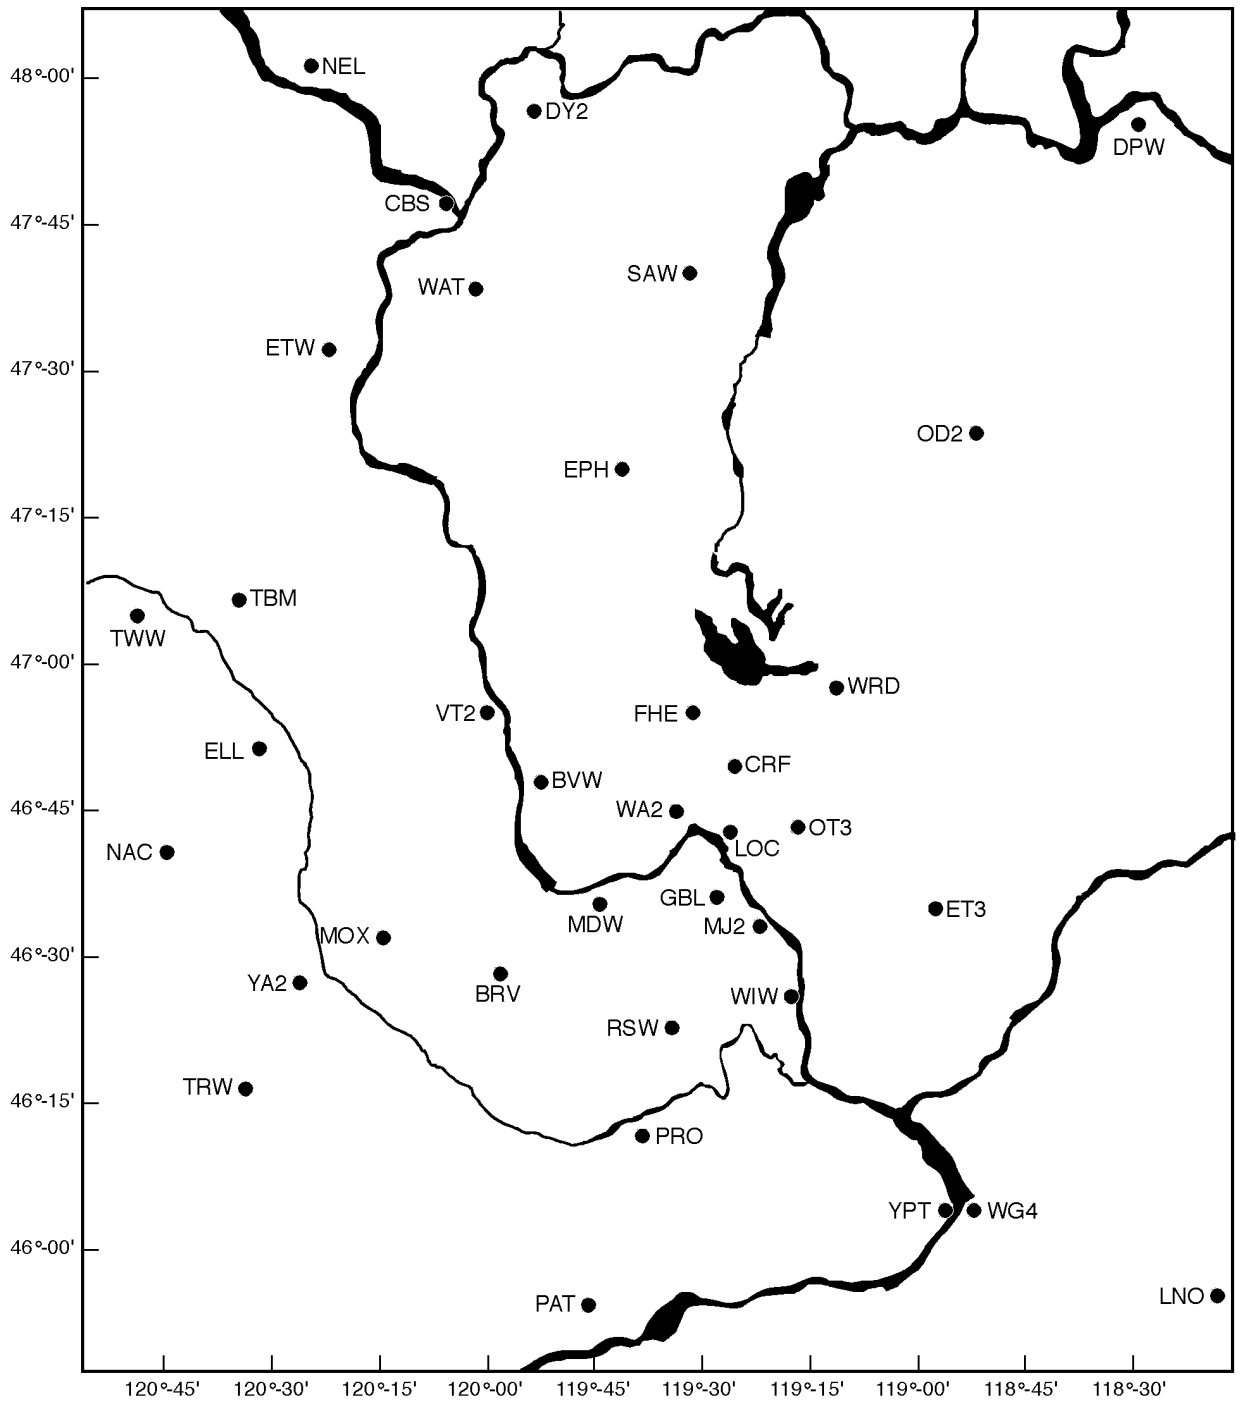 NEL
48°-00'
DY2
DPW
CBS
47°-45'
SAW
WAT
ETW
47°-30'
OD2
EPH
47°-15'
TBM
TWW
47°-00'
WRD
VT2
FHE
ELL
CRF
BVW
46°-45'
WA2
OT3
LOC
NAC
GBL
ET3
MDW
MJ2
MOX
46°-30'
YA2
BRV
WIW
RSW
TRW
46°-15'
PRO
YPT
WG4
46°-00'
LNO
PAT
120°-45'
120°-30'
120°-15'
120°-00'
119°-45'
119°-30'
119°-15'
119°-00'
118°-45'
118°-30'